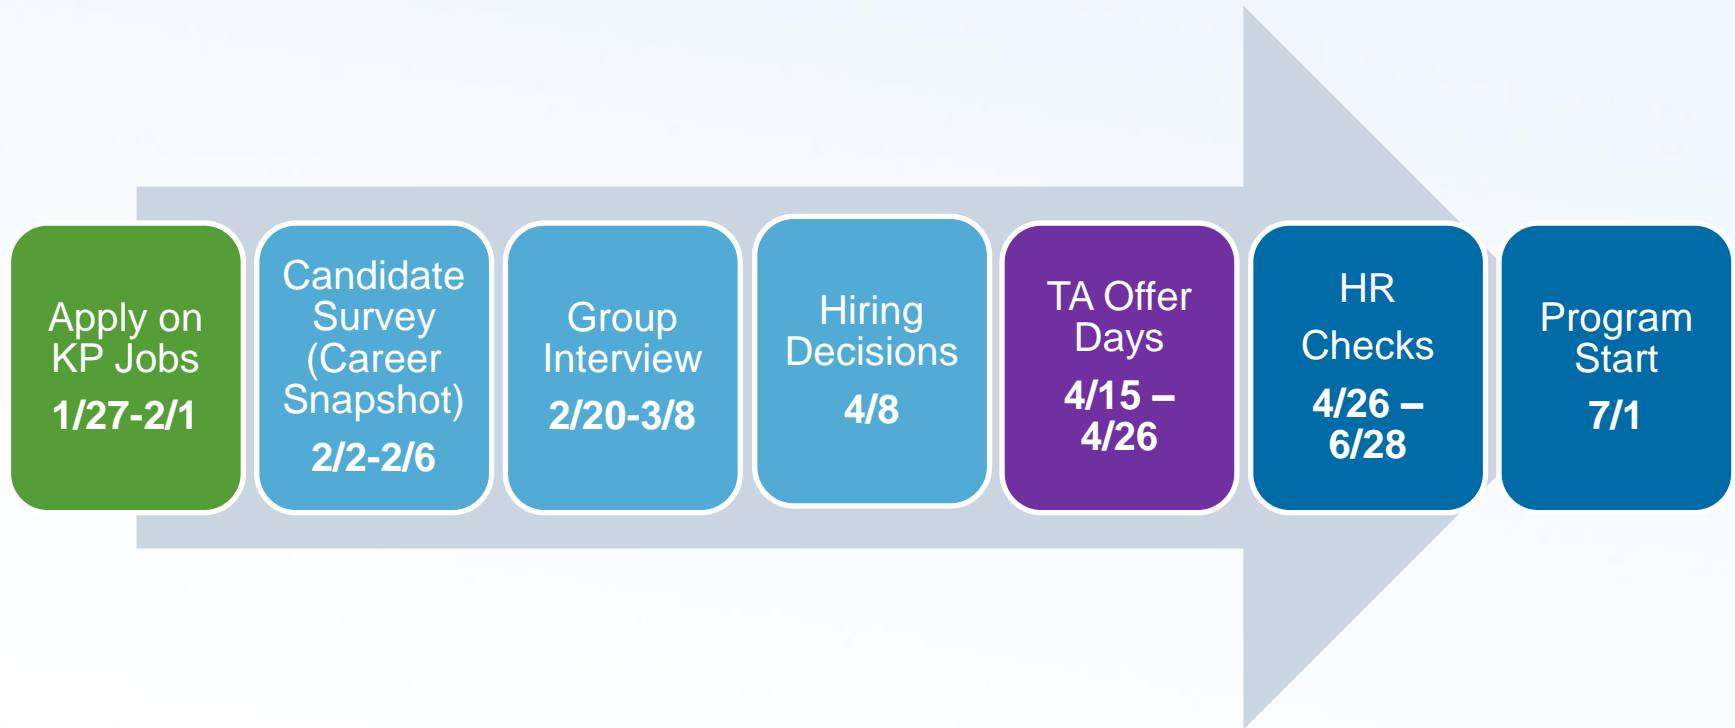 Apply on
KP Jobs
1/27-2/1
Candidate
Survey
(Career
Snapshot)
2/2-2/6
Group
Interview
2/20-3/8
Hiring
Decisions
4/8
TA Offer
Days
4/15 –
4/26
HR
Checks
4/26 –
6/28
Program
Start
7/1